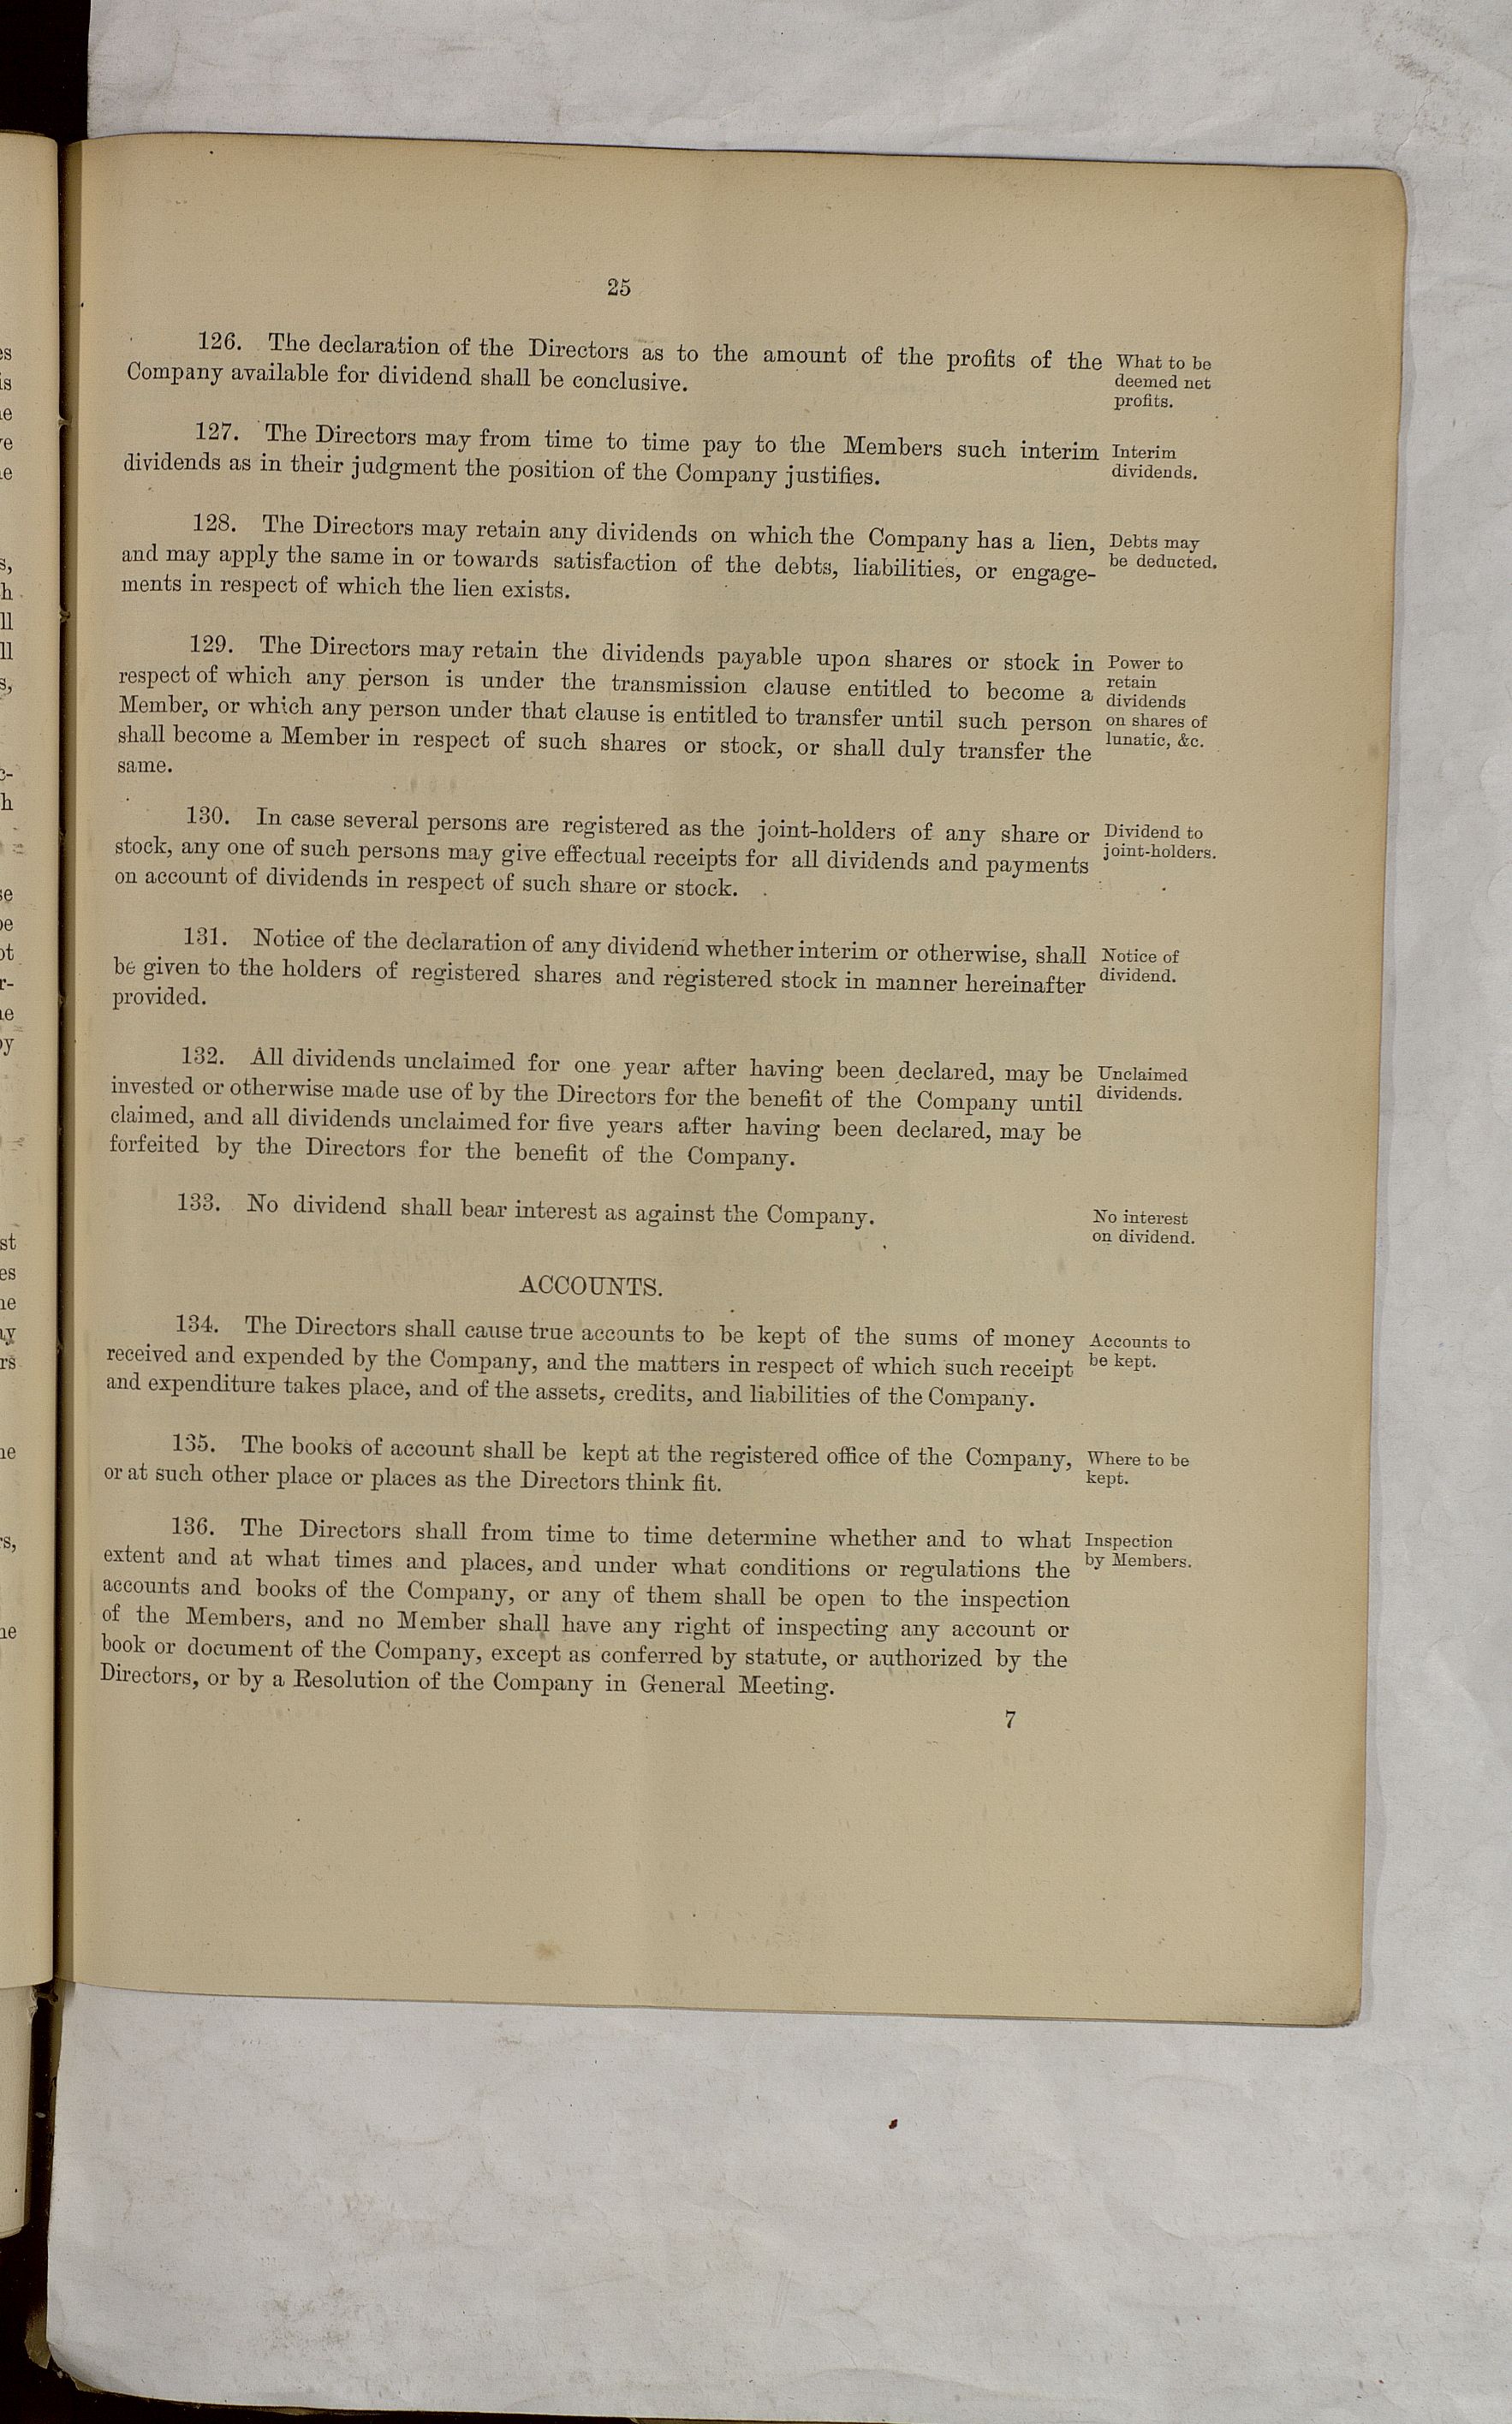 25
126. The declaration of the Directors as to the amount of the profits of the
Company available for dividend shall be conclusive.
What to be
deemed net
profits.
127. The Directors may from time to time pay to the Members such interim
dividends as in their judgment the position of the Company justifies.
Interim
dividends.
128. The Directors may retain any dividends on which the Company has a lien,
and may apply the same in or towards satisfaction of the debts, liabilities, or engage-
ments in respect of which the lien exists.
Debts may
be deducted.
129. The Directors may retain the dividends payable upon shares or stock in
respect of which any person is under the transmission clause entitled to become a
Member, or which any person under that clause is entitled to transfer until such person
shall become a Member in respect of such shares or stock, or shall duly transfer the
same.
Power to
retain
dividends
on shares of
lunatic, &c.
130. In case several persons are registered as the joint-holders of any share or
stock, any one of such persons may give effectual receipts for all dividends and payments
on account of dividends in respect of such share or stock.
Dividend to
joint-holders.
131. Notice of the declaration of any dividend whether interim or otherwise, shall
be given to the holders of registered shares and registered stock in manner hereinafter
provided.
Notice of
dividend.
132. All dividends unclaimed for one year after having been declared, may be
invested or otherwise made use of by the Directors for the benefit of the Company until
claimed, and all dividends unclaimed for five years after having been declared, may be
forfeited by the Directors for the benefit of the Company.
Unclaimed
dividends.
133. No dividend shall bear interest as against the Company.
No interest
on dividend.
ACCOUNTS.
134. The Directors shall cause true accounts to be kept of the sums of money
received and expended by the Company, and the matters in respect of which such receipt
and expenditure takes place, and of the assets, credits, and liabilities of the Company.
Accounts to
be kept.
135. The books of account shall be kept at the registered office of the Company,
or at such other place or places as the Directors think fit.
Where to be
kept.
136. The Directors shall from time to time determine whether and to what
extent and at what times and places, and under what conditions or regulations the
accounts and books of the Company, or any of them shall be open to the inspection
of the Members, and no Member shall have any right of inspecting any account or
book or document of the Company, except as conferred by statute, or authorized by the
Directors, or by a Resolution of the Company in General Meeting.
Inspection
by Members.
7